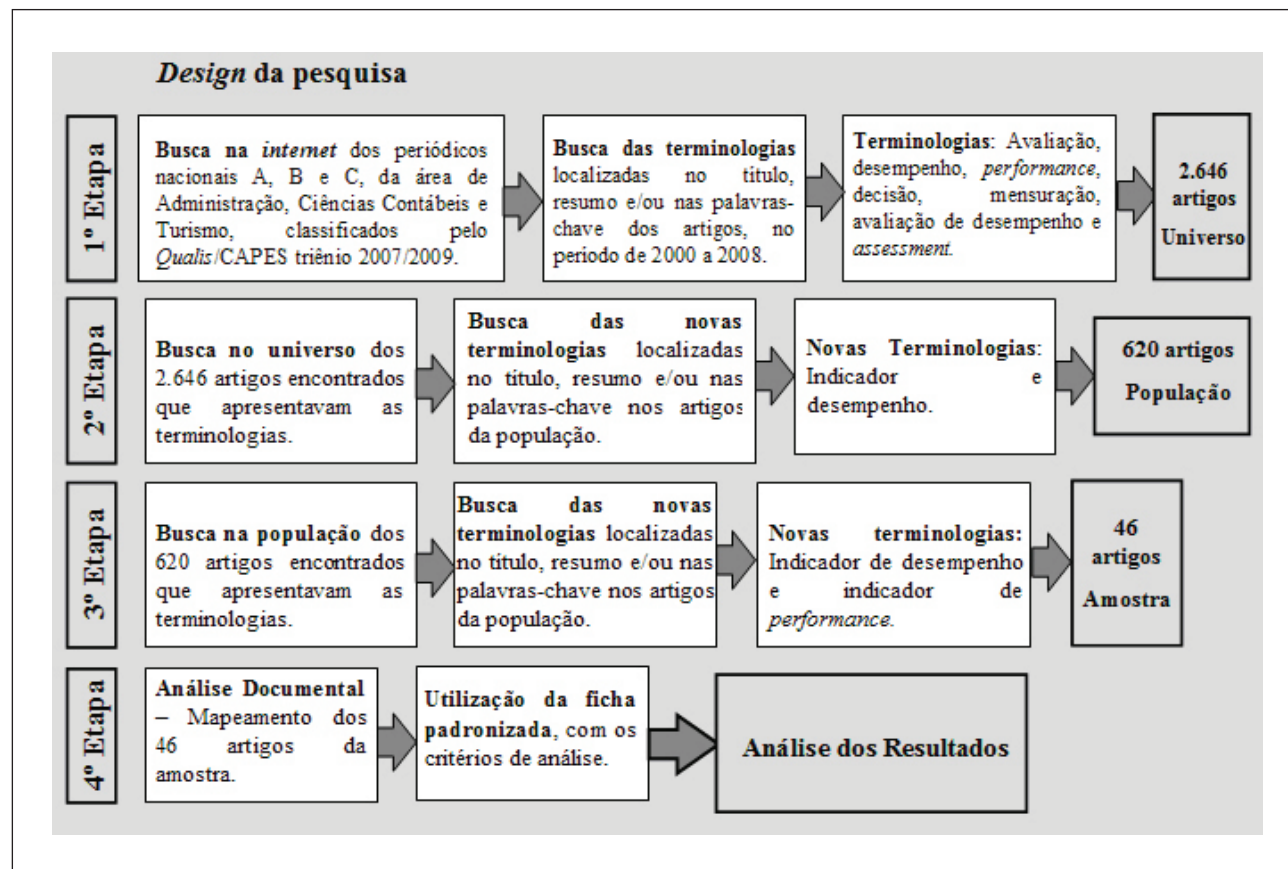 Design da pesquisa
1º Etapa
Busca na internet dos periódicos
nacionais A, B e C, da área de
Administração, Ciências Contábeis e
Turismo, classificados pelo
Qualis/CAPES triênio 2007/2009.
Busca das terminologias
localizadas no titulo,
resumo e/ou nas palavras-
chave dos artigos, no
periodo de 2000 a 2008.
Terminologias: Avaliação,
desempenho, performance,
decisão, mensuração,
avaliação de desempenho e
assessment.
2.646
artigos
Universo
2º Etapa
Busca no universo dos
2.646 artigos encontrados
que apresentavam as
terminologias.
Busca das novas
terminologias localizadas
no titulo, resumo e/ou nas
palavras-chave nos artigos
da população.
Novas Terminologias:
Indicador e
desempenho.
620 artigos
População
3º Etapa
Busca na população dos
620 artigos encontrados
que apresentavam as
terminologias.
Busca das novas
terminologias localizadas
no titulo, resumo e/ou nas
palavras-chave nos artigos
da população.
Novas terminologias:
Indicador de desempenho
e indicador de
performance.
46
artigos
Amostra
4º Etapa
Análise Documental
– Mapeamento dos
46 artigos da
amostra.
Utilização da ficha
padronizada, com os
critérios de análise.
Análise dos Resultados